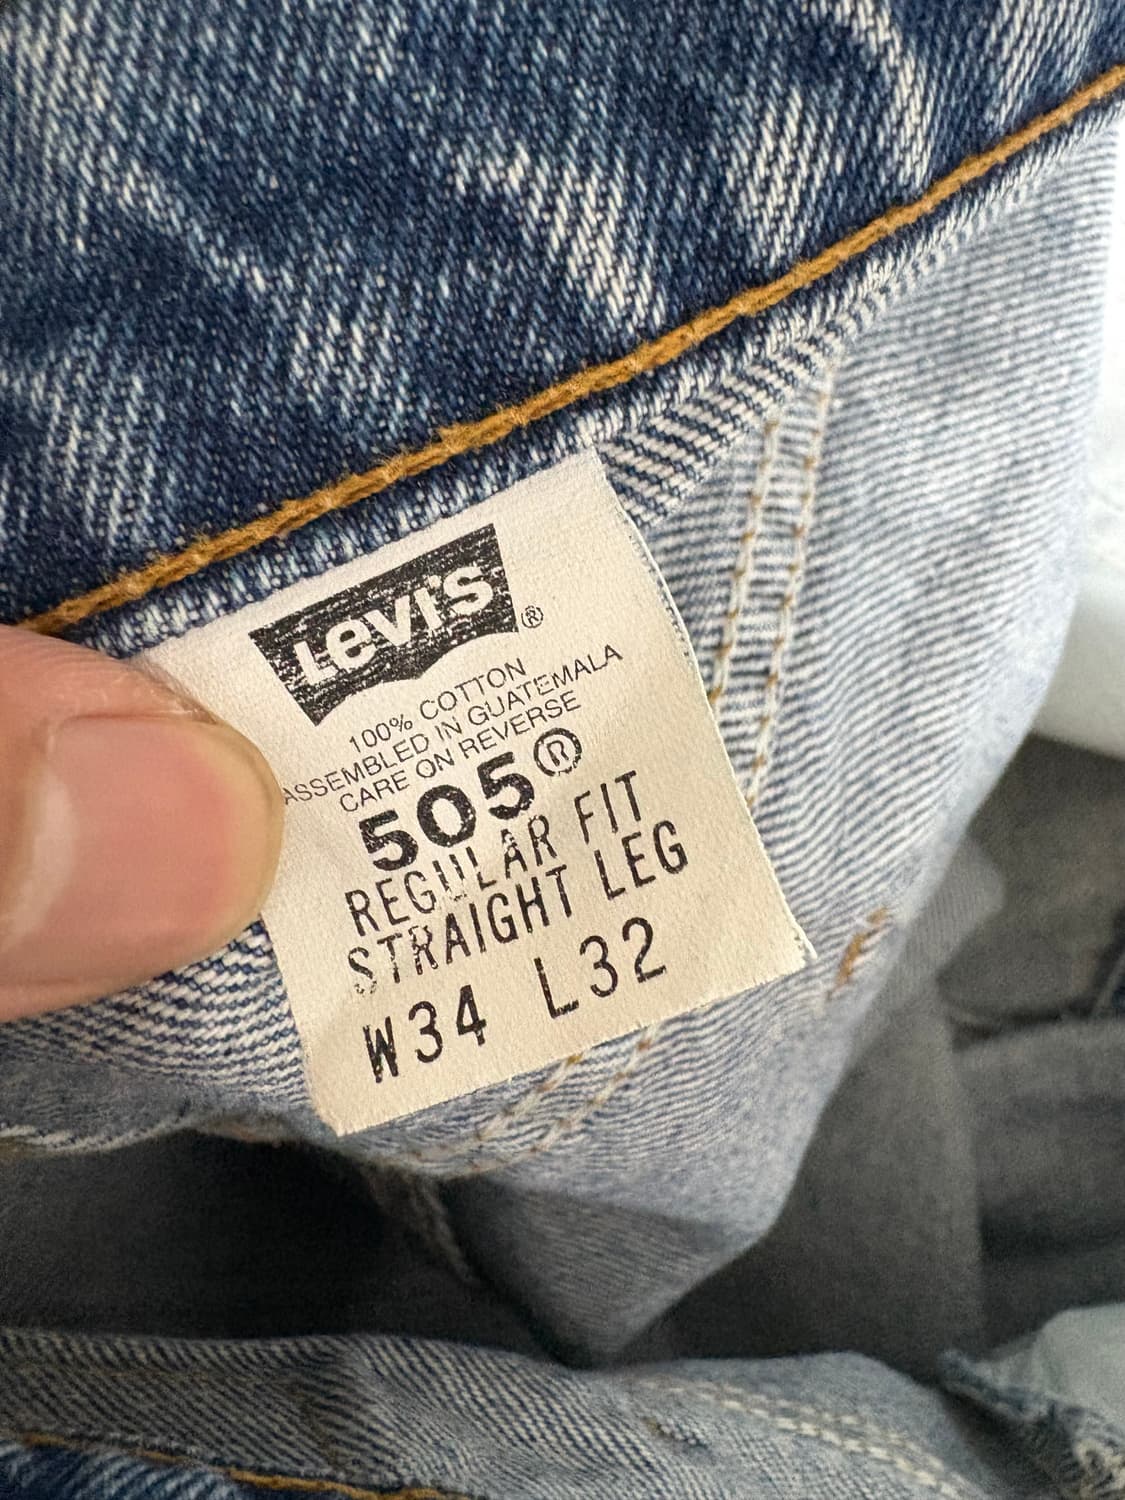 Levi's ®
100% COTTON
ASSEMBLED IN GUATEMALA
CARE ON REVERSE
505®
REGULAR FIT
STRAIGHT LEG
W34 L32